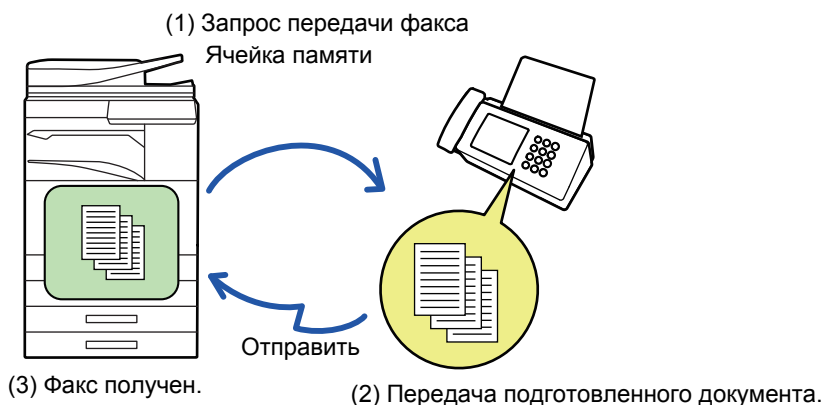 (1) Запрос передачи факса
Ячейка памяти
Отправить
(3) Факс получен.
(2) Передача подготовленного документа.